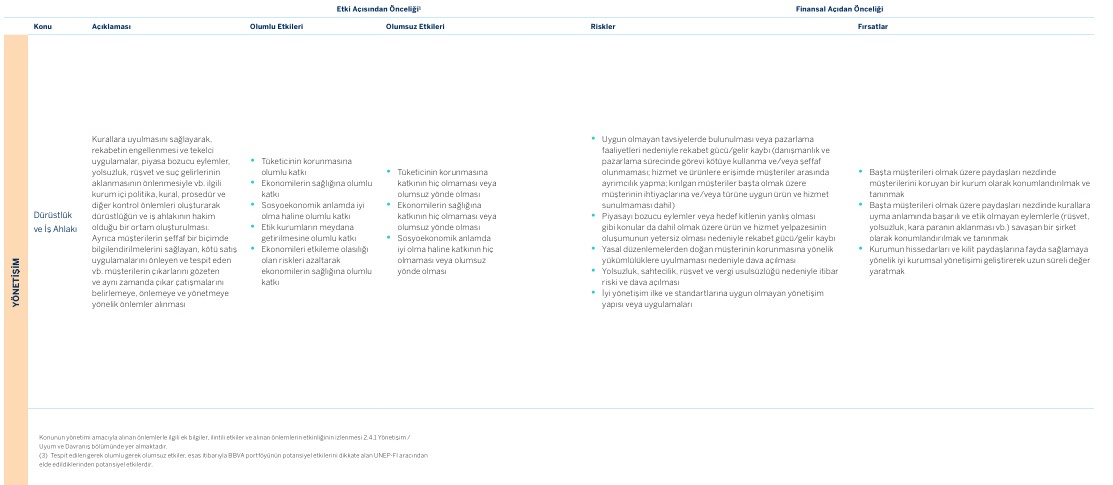 Etki Açısından Önceliği³
Finansal Açıdan Önceliği
Konu
Açıklaması
Olumlu Etkileri
Olumsuz Etkileri
Riskler
Fırsatlar
YÖNETİŞİM
Dürüstlük
ve İş Ahlakı
Kurallara uyulmasını sağlayarak,
rekabetin engellenmesi ve tekelci
uygulamalar, piyasa bozucu eylemler,
yolsuzluk, rüşvet ve suç gelirlerinin
aklanmasının önlenmesiyle vb. ilgili
kurum içi politika, kural, prosedür ve
diğer kontrol önlemleri oluşturarak
dürüstlüğün ve iş ahlakının hakim
olduğu bir ortam oluşturulması.
Ayrıca müşterilerin şeffaf bir biçimde
bilgilendirilmelerini sağlayan, kötü satış
uygulamalarını önleyen ve tespit eden
vb, müşterilerin çıkarlarını gözeten
ve aynı zamanda çıkar çatışmalarını
belirlemeye, önlemeye ve yönetmeye
yönelik önlemler alınması
• Tüketicinin korunmasına
olumlu katkı
• Ekonomilerin sağlığına olumlu
katkı
• Sosyoekonomik anlamda iyi
olma haline olumlu katkı
• Etik kurumların meydana
getirilmesine olumlu katkı
• Ekonomileri etkileme olasılığı
olan riskleri azaltarak
ekonomilerin sağlığına olumlu
katkı
• Tüketicinin korunmasına
katkının hiç olmaması veya
olumsuz yönde olması
• Ekonomilerin sağlığına
katkının hiç olmaması veya
olumsuz yönde olması
• Sosyoekonomik anlamda
iyi olma haline katkının hiç
olmaması veya olumsuz
yönde olması
• Uygun olmayan tavsiyelerde bulunulması veya pazarlama
faaliyetleri nedeniyle rekabet gücü/gelir kaybı (danışmanlık ve
pazarlama sürecinde görevi kötüye kullanma ve/veya şeffaf
olunmaması; hizmet ve ürünlere erişimde müşteriler arasında
ayrımcılık yapma; kırılgan müşteriler başta olmak üzere
müşterinin ihtiyaçlarına ve/veya türüne uygun ürün ve hizmet
sunulmaması dahil)
• Piyasayı bozucu eylemler veya hedef kitlenin yanlış olması
gibi konular da dahil olmak üzere ürün ve hizmet yelpazesinin
oluşumunun yetersiz olması nedeniyle rekabet gücü/gelir kaybı
• Yasal düzenlemelerden doğan müşterinin korunmasına yönelik
yükümlülüklere uyulmaması nedeniyle dava açılması
• Yolsuzluk, sahtecilik, rüşvet ve vergi usulsüzlüğü nedeniyle itibar
riski ve dava açılması
• İyi yönetişim ilke ve standartlarına uygun olmayan yönetişim
yapısı veya uygulamaları
• Başta müşterileri olmak üzere paydaşları nezdinde
müşterilerini koruyan bir kurum olarak konumlandırılmak ve
tanınmak
• Başta müşterileri olmak üzere paydaşları nezdinde kurallara
uyma anlamında başarılı ve etik olmayan eylemlerle (rüşvet,
yolsuzluk, kara paranın aklanması vb.) savaşan bir şirket
olarak konumlandırılmak ve tanınmak
• Kurumun hissedarları ve kilit paydaşlarına fayda sağlamaya
yönelik iyi kurumsal yönetişimi geliştirerek uzun süreli değer
yaratmak
Konunun yönetimi amacıyla alınan önlemlerle ilgili ek bilgiler, ilintili etkiler ve alınan önlemlerin etkinliğinin izlenmesi 2.4.1 Yönetişim /
Uyum ve Davranış bölümünde yer almaktadır.
(3) Tespit edilen gerek olumlu gerek olumsuz etkiler, esas itibarıyla BBVA portföyünün potansiyel etkilerini dikkate alan UNEP-FI aracından
elde edildiklerinden potansiyel etkilerdir.